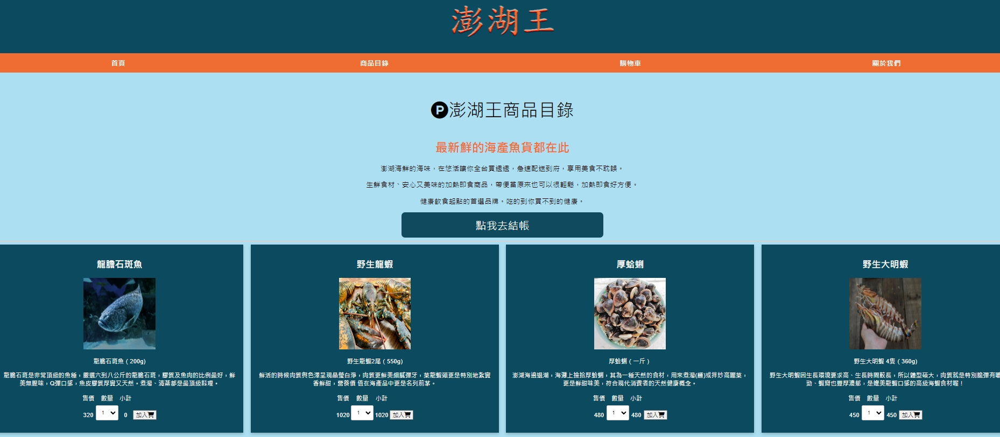 澎湖王
首頁 商品目錄 購物車 關於我們
P澎湖王商品目錄
最新鮮的海產魚貨都在此
澎湖海鮮的海味，在悠活讓你全台買透透，急速配送到府，享用美食不耽誤。
生鮮食材、安心又美味的加熱即食商品，帶便當原來也可以很輕鬆，加熱即食好方便。
健康飲食起點的首選品牌。吃的到你買不到的健康。
點我去結帳
龍膽石斑魚
龍膽石斑魚 ( 200g)
龍膽石斑是非常頂級的魚種，嚴選六到八公斤的龍膽石斑，膠質及魚肉的比例最好，鮮
美無腥味，Q彈口感，魚皮膠質厚實又天然。煮湯、清蒸都是最頂級料理。
售價 數量 小計
320 1 0 加入
野生龍蝦
野生龍蝦2尾 ( 550g)
鮮活的時候肉質與色澤呈現晶瑩白淨，肉質更鮮美細膩彈牙，菜龍蝦頭更是特別地紮實
香鮮甜，營養價 值在海產品中更是名列前茅。
售價 數量 小計
1020 1 1020 加入
厚蛤蜊
厚蛤蜊 ( 一斤 )
澎湖海邊退潮，海灘上撿拾厚蛤蜊，其為一種天然的食材，用來煮湯(麵)或拌炒高麗菜，
更是鮮甜味美，符合現代消費者的天然健康概念。
售價 數量 小計
480 1 480 加入
野生大明蝦
野生大明蝦 4隻 ( 360g)
野生大明蝦因生長環境要求高、生長時間較長，所以體型碩大，肉質就是特別脆彈有嚼
勁、蝦膏也豐厚濃郁，是媲美龍蝦口感的高級海蝦食材喔！
售價 數量 小計
450 1 450 加入